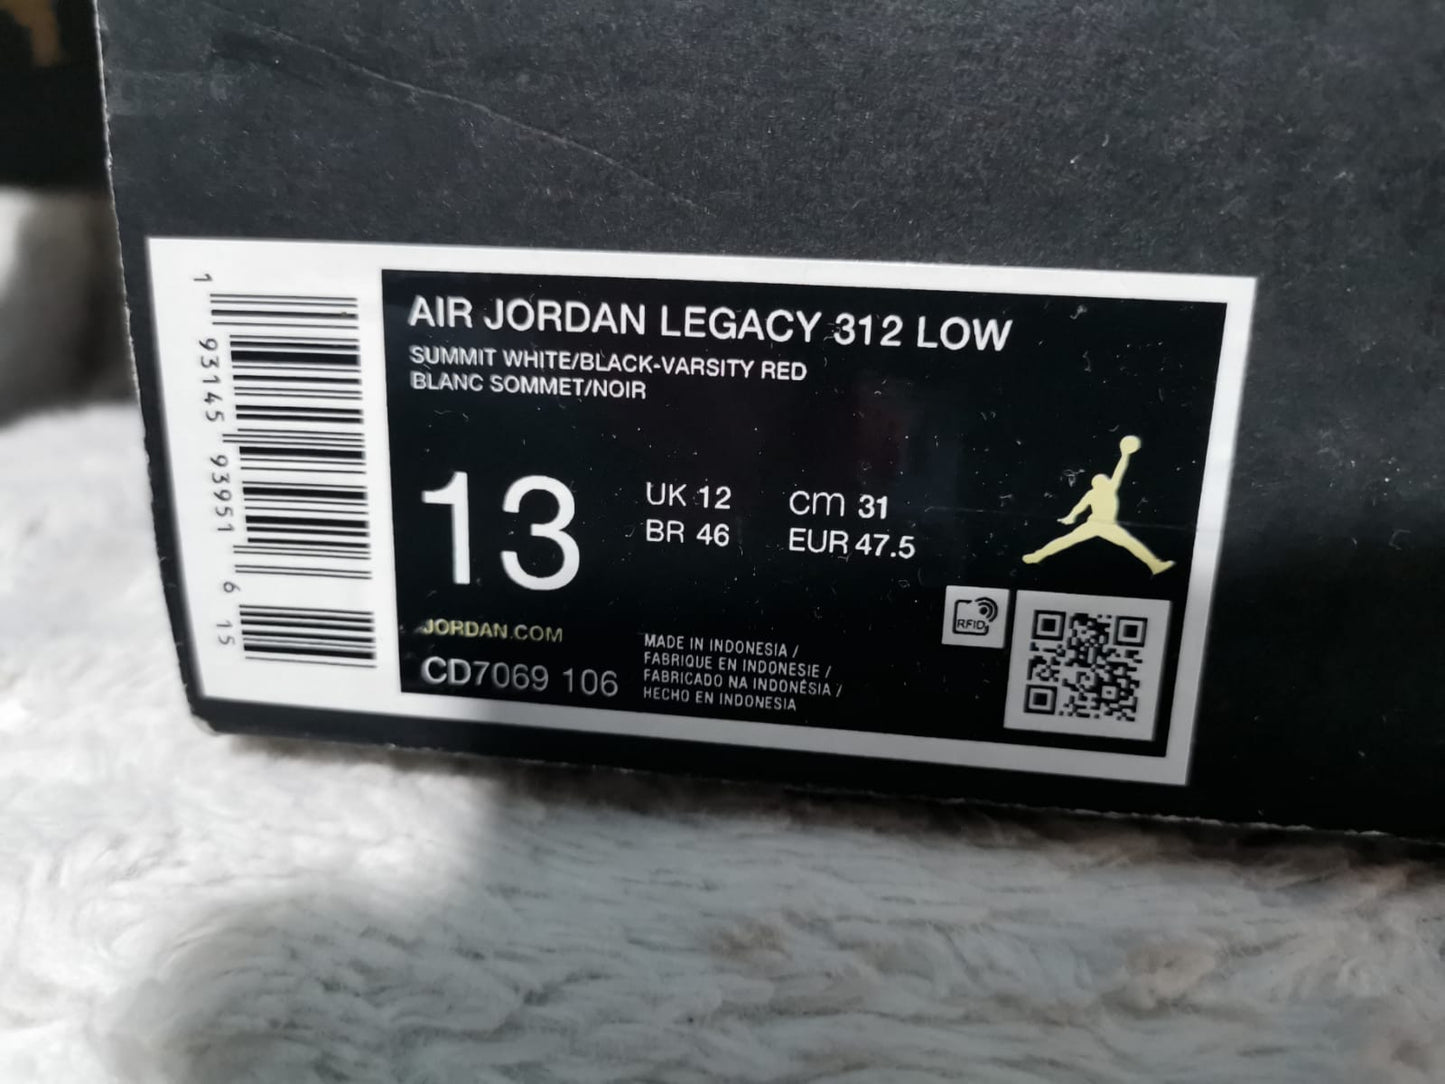 AIR JORDAN LEGACY 312 LOW
SUMMIT WHITE/BLACK-VARSITY RED
BLANC SOMMET/NOIR
13
UK 12
BR 46
CM 31
EUR 47.5
JORDAN.COM
CD7069 106
MADE IN INDONESIA /
FABRIQUE EN INDONESIE /
FABRICADO NA INDONÉSIA /
HECHO EN INDONESIA
RFID
1 93145 93951 6 15